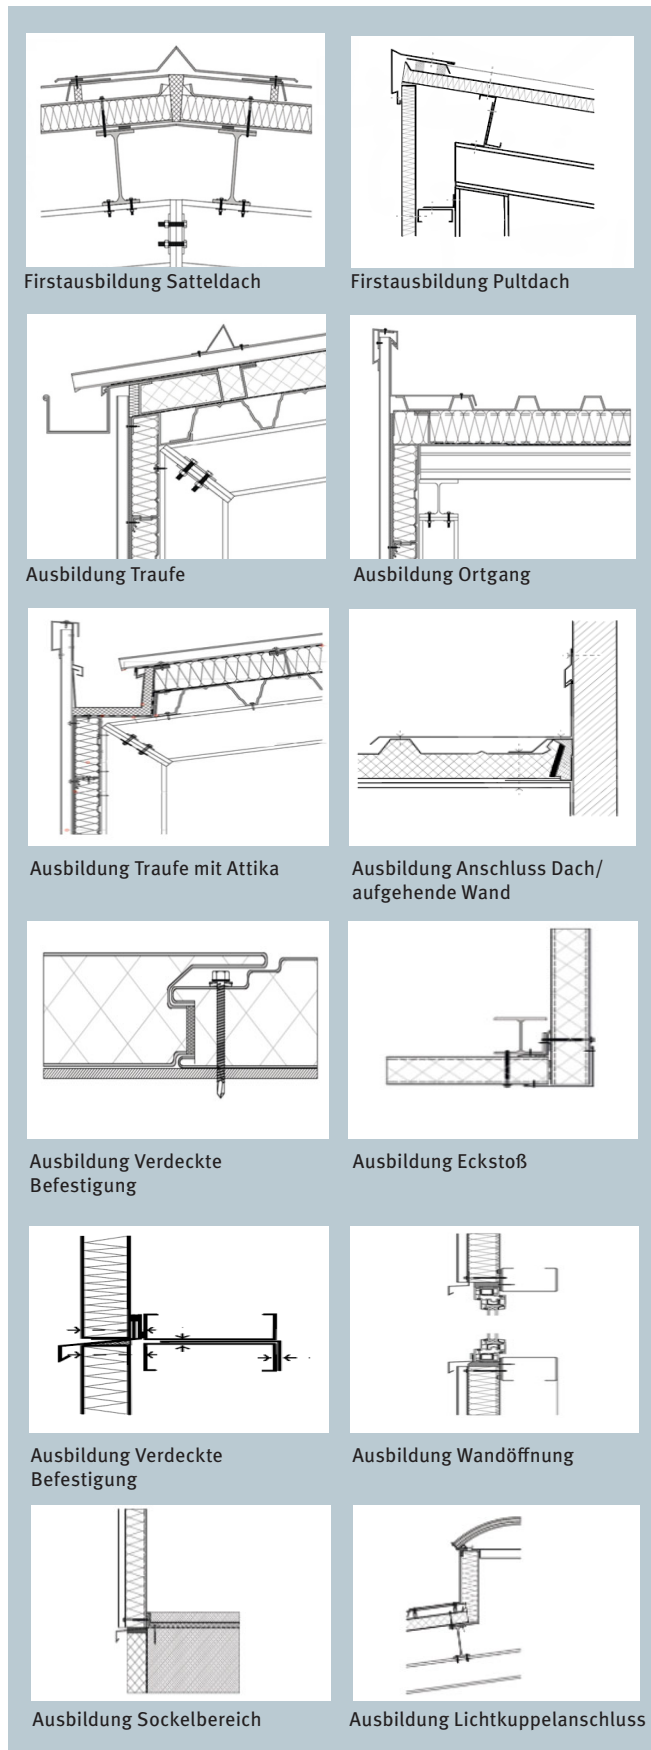 Firstausbildung Satteldach
Firstausbildung Pultdach
Ausbildung Traufe
Ausbildung Ortgang
Ausbildung Traufe mit Attika
Ausbildung Anschluss Dach/
aufgehende Wand
Ausbildung Verdeckte
Befestigung
Ausbildung Eckstoß
Ausbildung Verdeckte
Befestigung
Ausbildung Wandöffnung
Ausbildung Sockelbereich
Ausbildung Lichtkuppelanschluss